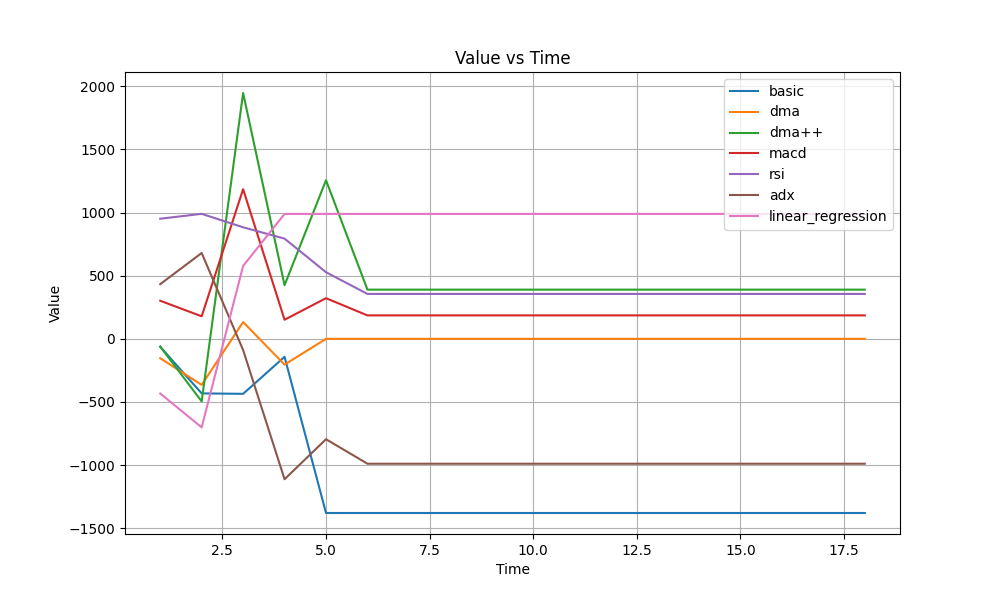 Value vs Time
2000
1500
1000
500
0
−500
−1000
−1500
Value
2.5
5.0
7.5
10.0
12.5
15.0
17.5
Time
basic
dma
dma++
macd
rsi
adx
linear_regression